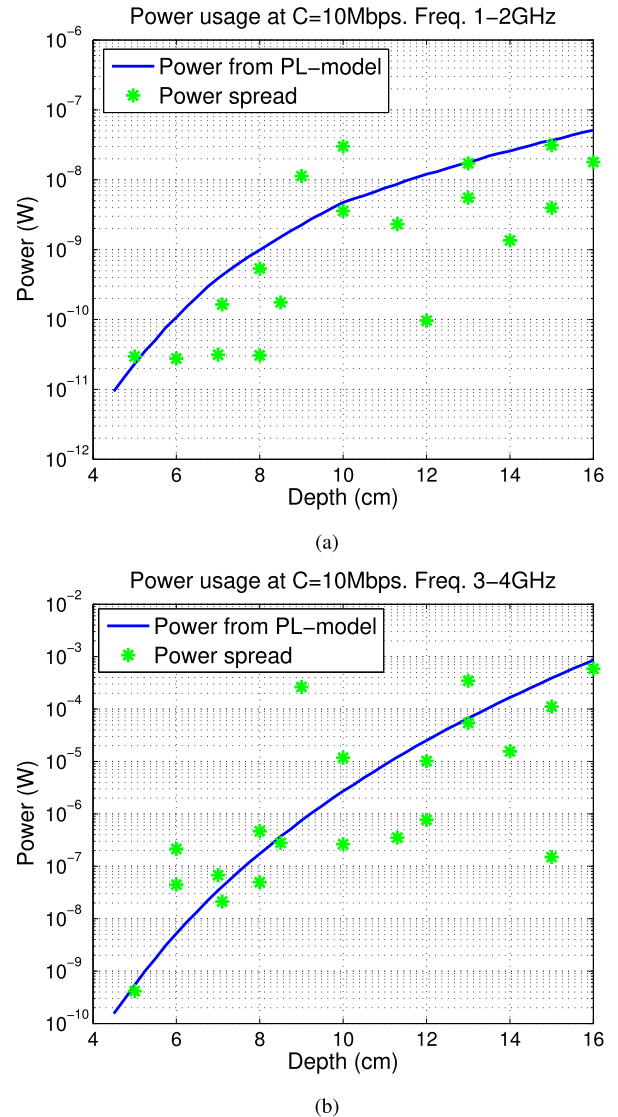 Power usage at C=10Mbps. Freq. 1−2GHz
Power from PL−model
Power spread
10−6
10−7
10−8
10−9
10−10
10−11
10−12
Power (W)
4 6 8 10 12 14 16
Depth (cm)
(a)
Power usage at C=10Mbps. Freq. 3−4GHz
Power from PL−model
Power spread
10−2
10−3
10−4
10−5
10−6
10−7
10−8
10−9
10−10
Power (W)
4 6 8 10 12 14 16
Depth (cm)
(b)